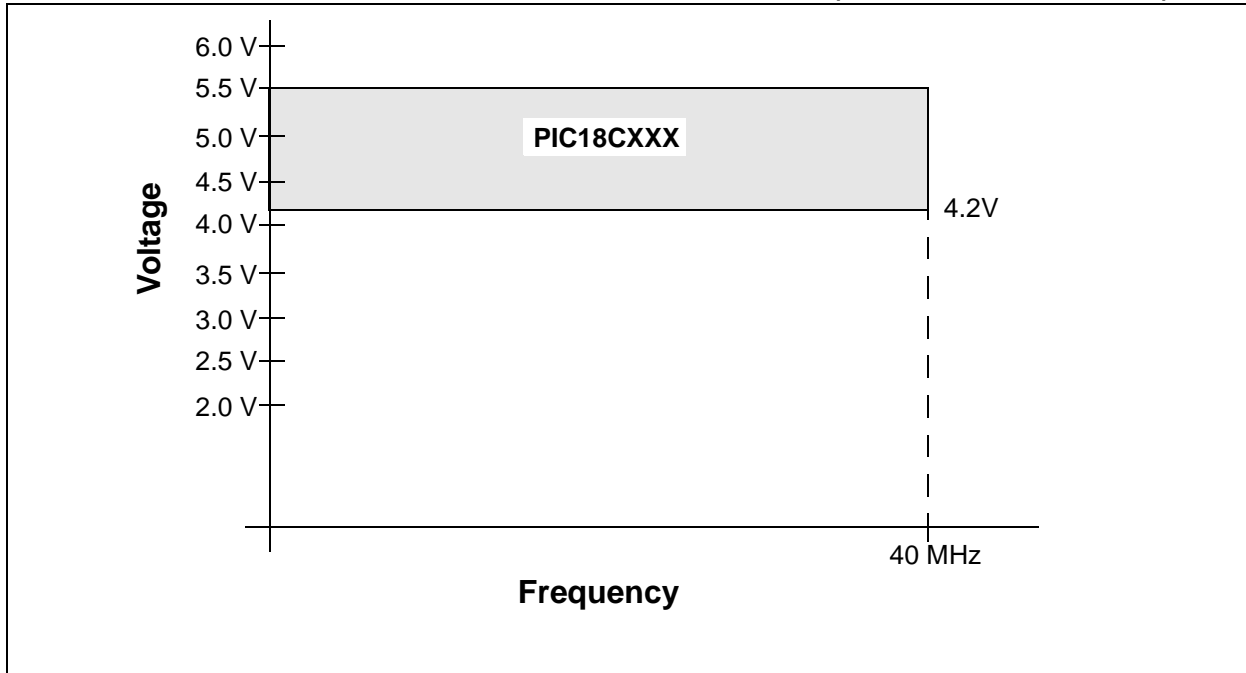 6.0 V
5.5 V
5.0 V
PIC18CXXX
4.5 V
4.2V
4.0 V
Voltage
3.5 V
3.0 V
2.5 V
2.0 V
40 MHz
Frequency